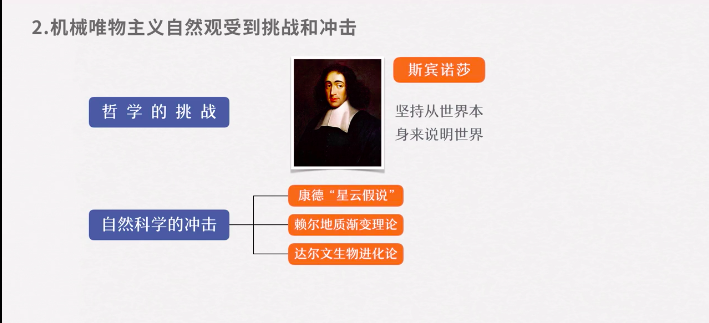 2.机械唯物主义自然观受到挑战和冲击
斯宾诺莎
哲学的挑战
坚持从世界本
身来说明世界
自然科学的冲击
康德“星云假说”
赖尔地质渐变理论
达尔文生物进化论